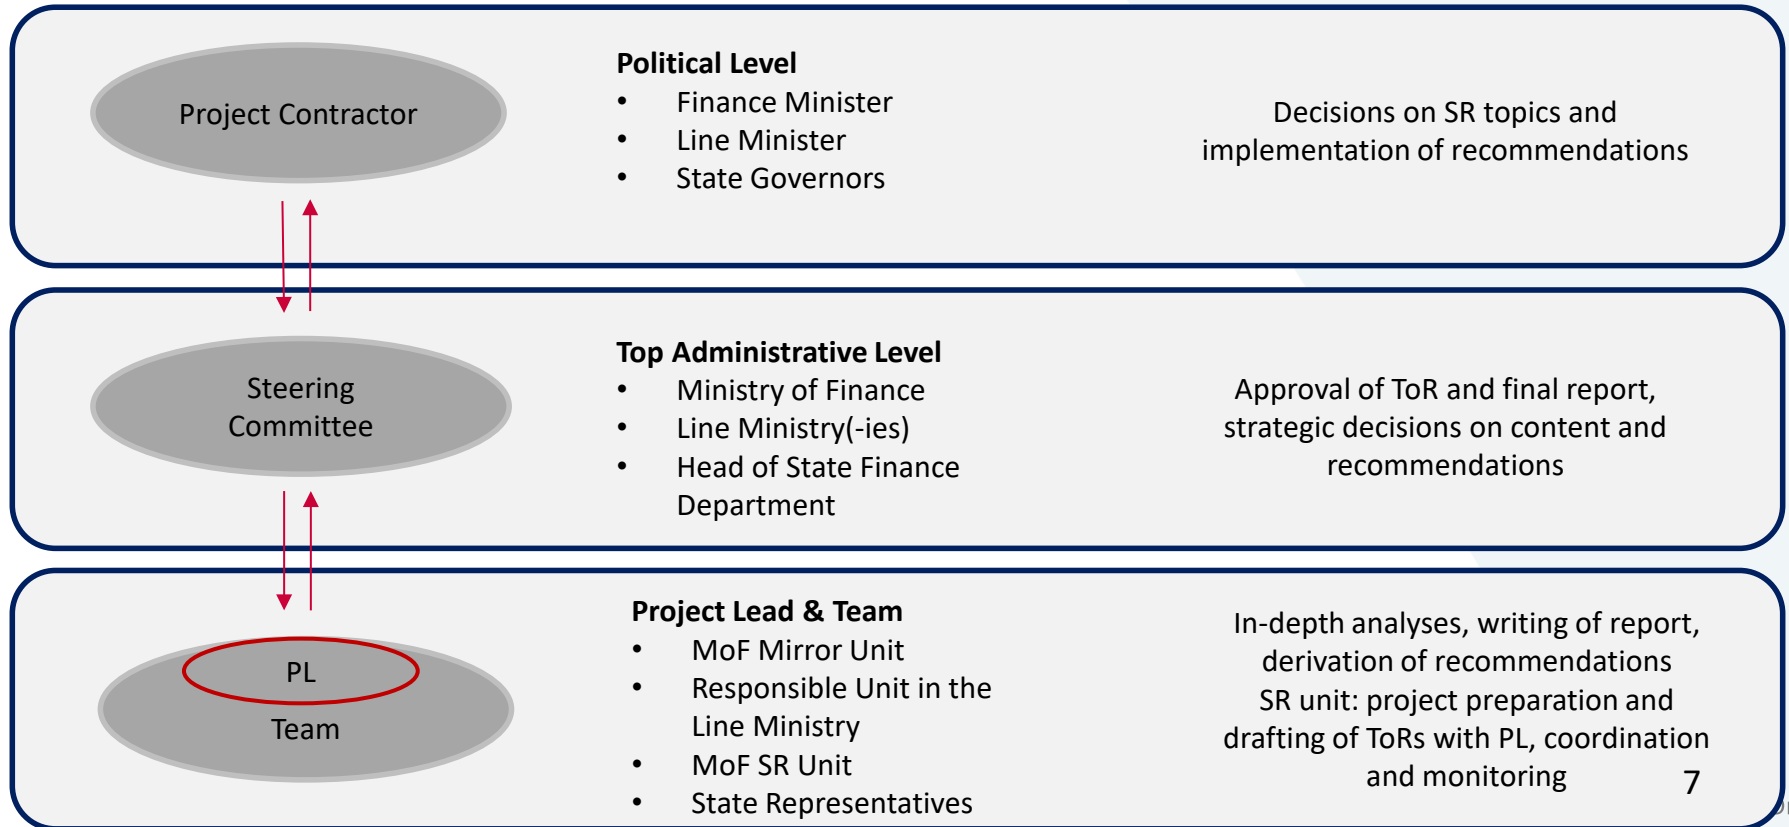 Project Contractor
Political Level
• Finance Minister
• Line Minister
• State Governors
Decisions on SR topics and
implementation of recommendations
Steering
Committee
Top Administrative Level
• Ministry of Finance
• Line Ministry(-ies)
• Head of State Finance
Department
Approval of ToR and final report,
strategic decisions on content and
recommendations
PL
Team
Project Lead & Team
• MoF Mirror Unit
• Responsible Unit in the
Line Ministry
• MoF SR Unit
• State Representatives
In-depth analyses, writing of report,
derivation of recommendations
SR unit: project preparation and
drafting of ToRs with PL, coordination
and monitoring
7